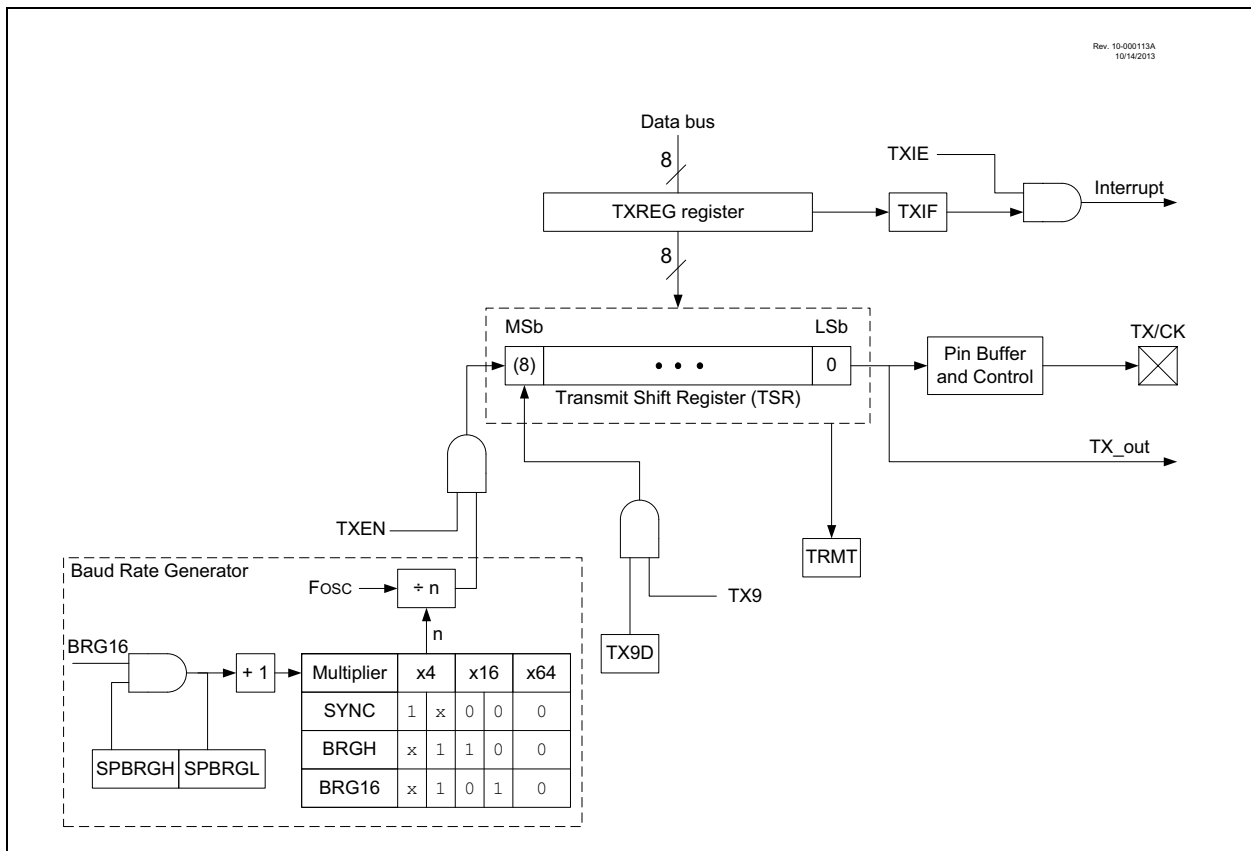 Rev. 10-000113A
10/14/2013
Data bus
8
TXIE
Interrupt
TXREG register
TXIF
8
MSb
LSb
TX/CK
(8)
• • •
0
Pin Buffer
and Control
Transmit Shift Register (TSR)
TX_out
TXEN
TRMT
Baud Rate Generator
FOSC
÷ n
TX9
n
TX9D
BRG16
+ 1
Multiplier x4 x16 x64
SYNC 1 x 0 0 0
BRGH x 1 1 0 0
BRG16 x 1 0 1 0
SPBRGH SPBRGL